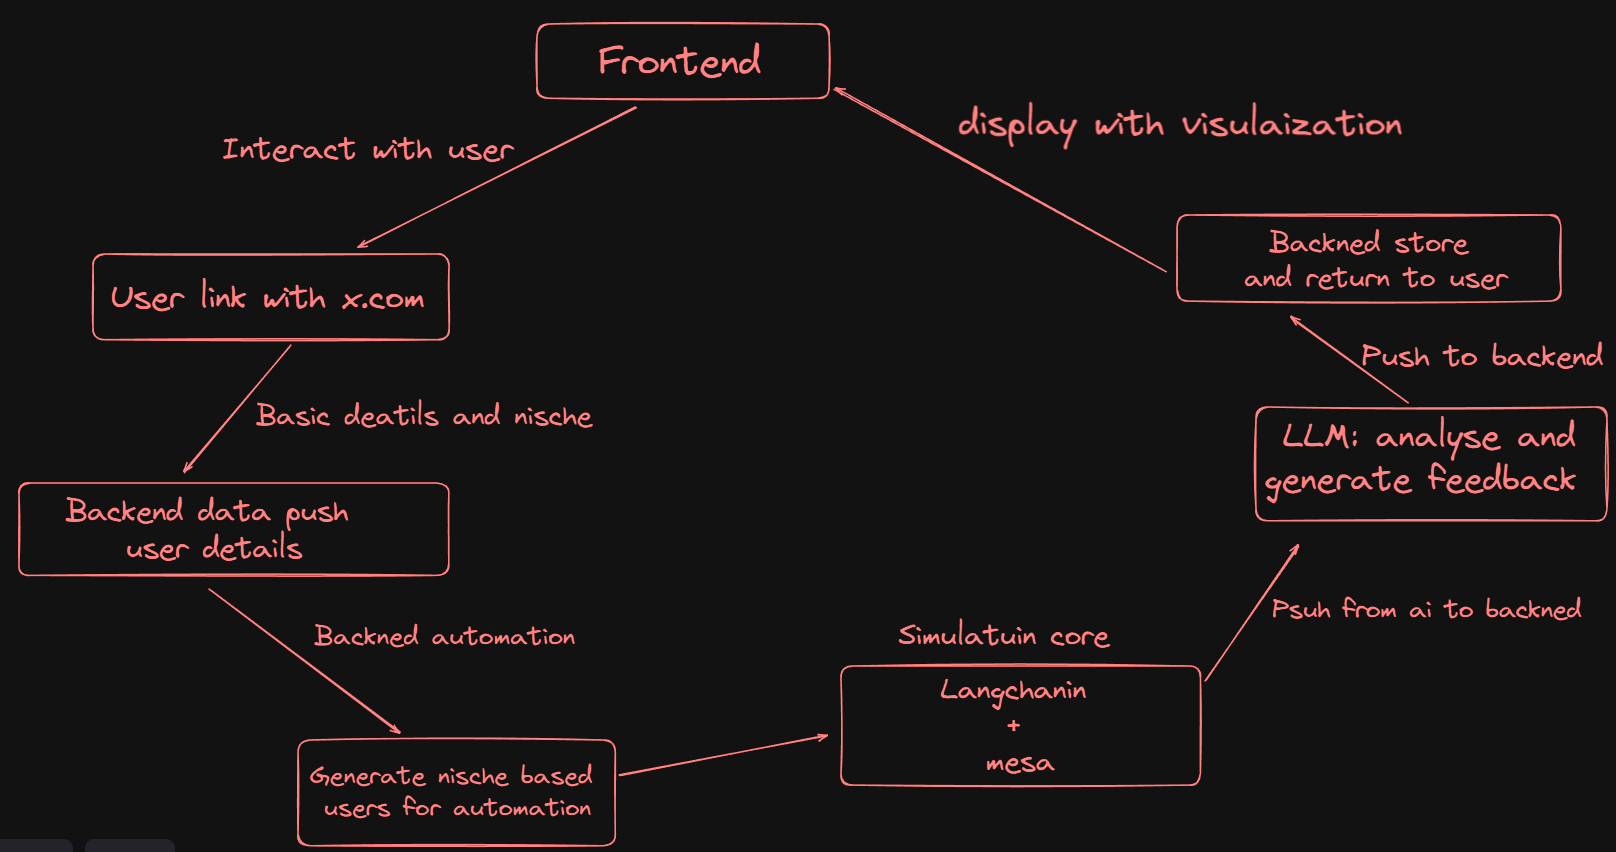 Frontend
display with visulaization
Interact with user
Backned store
and return to user
User link with x.com
Push to backend
Basic deatils and nische
LLM: analyse and
generate feedback
Backend data push
user details
Psuh from ai to backned
Backned automation
Simulatuin core
Langchanin
+
mesa
Generate nische based
users for automation